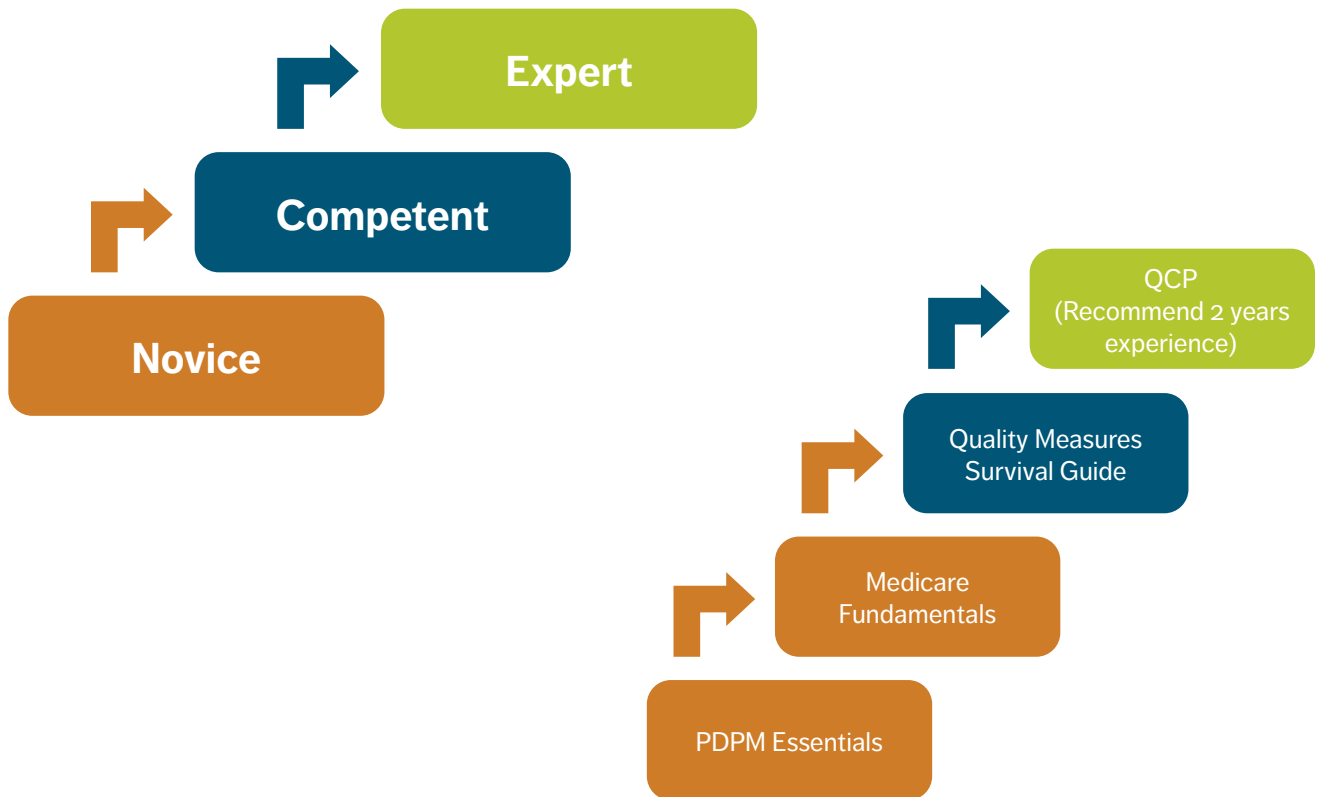 Expert
Competent
Novice
QCP
(Recommend 2 years
experience)
Quality Measures
Survival Guide
Medicare
Fundamentals
PDPM Essentials